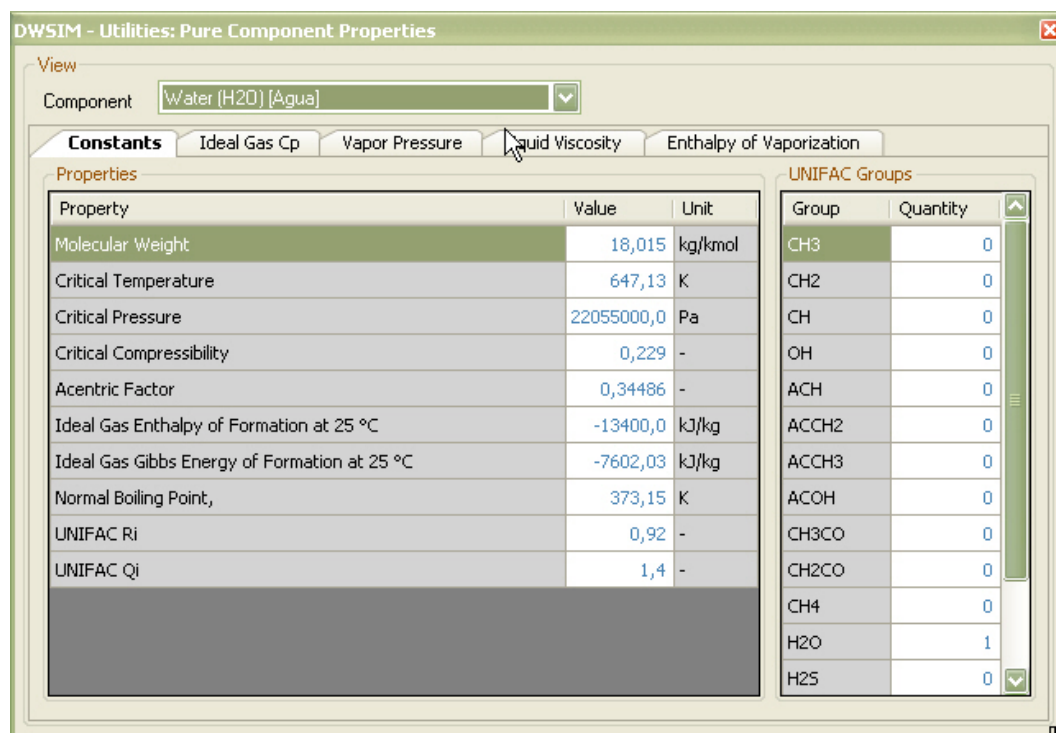 DWSIM - Utilities: Pure Component Properties
View
Component Water (H2O) [Agua]
Constants Ideal Gas Cp Vapor Pressure Viscosity Enthalpy of Vaporization
Properties UNIFAC Groups
Property Value Unit Group Quantity
Molecular Weight 18,015 kg/kmol CH3 0
Critical Temperature 647,13 K CH2 0
Critical Pressure 22055000,0 Pa CH 0
Critical Compressibility 0,229 - OH 0
Acentric Factor 0,34486 - ACH 0
Ideal Gas Enthalpy of Formation at 25 ºC -13400,0 kJ/kg ACCH2 0
Ideal Gas Gibbs Energy of Formation at 25 ºC -7602,03 kJ/kg ACCH3 0
Normal Boiling Point, 373,15 K ACOH 0
UNIFAC Ri 0,92 - CH3CO 0
UNIFAC Qi 1,4 - CH2CO 0
CH4 0
H2O 1
H2S 0